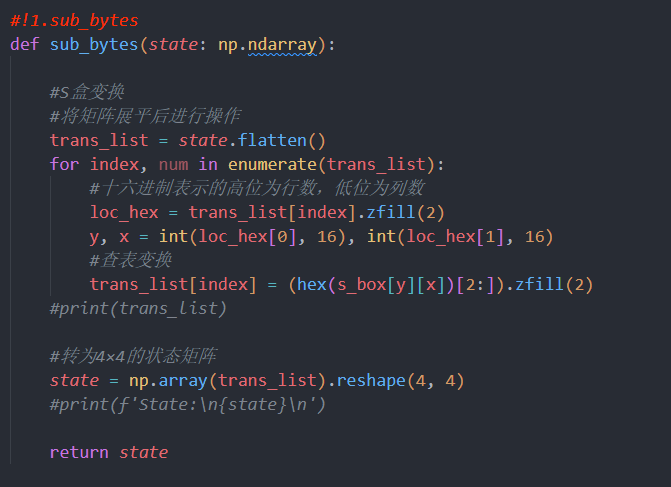 #!1.sub_bytes
def sub_bytes(state: np.ndarray):
#S盒变换
#将矩阵展平后进行操作
trans_list = state.flatten()
for index, num in enumerate(trans_list):
#十六进制表示的高位为行数，低位为列数
loc_hex = trans_list[index].zfill(2)
y, x = int(loc_hex[0], 16), int(loc_hex[1], 16)
#查表变换
trans_list[index] = (hex(s_box[y][x])[2:]).zfill(2)
#print(trans_list)
#转为4×4的状态矩阵
state = np.array(trans_list).reshape(4, 4)
#print(f'State:\n{state}\n')
return state